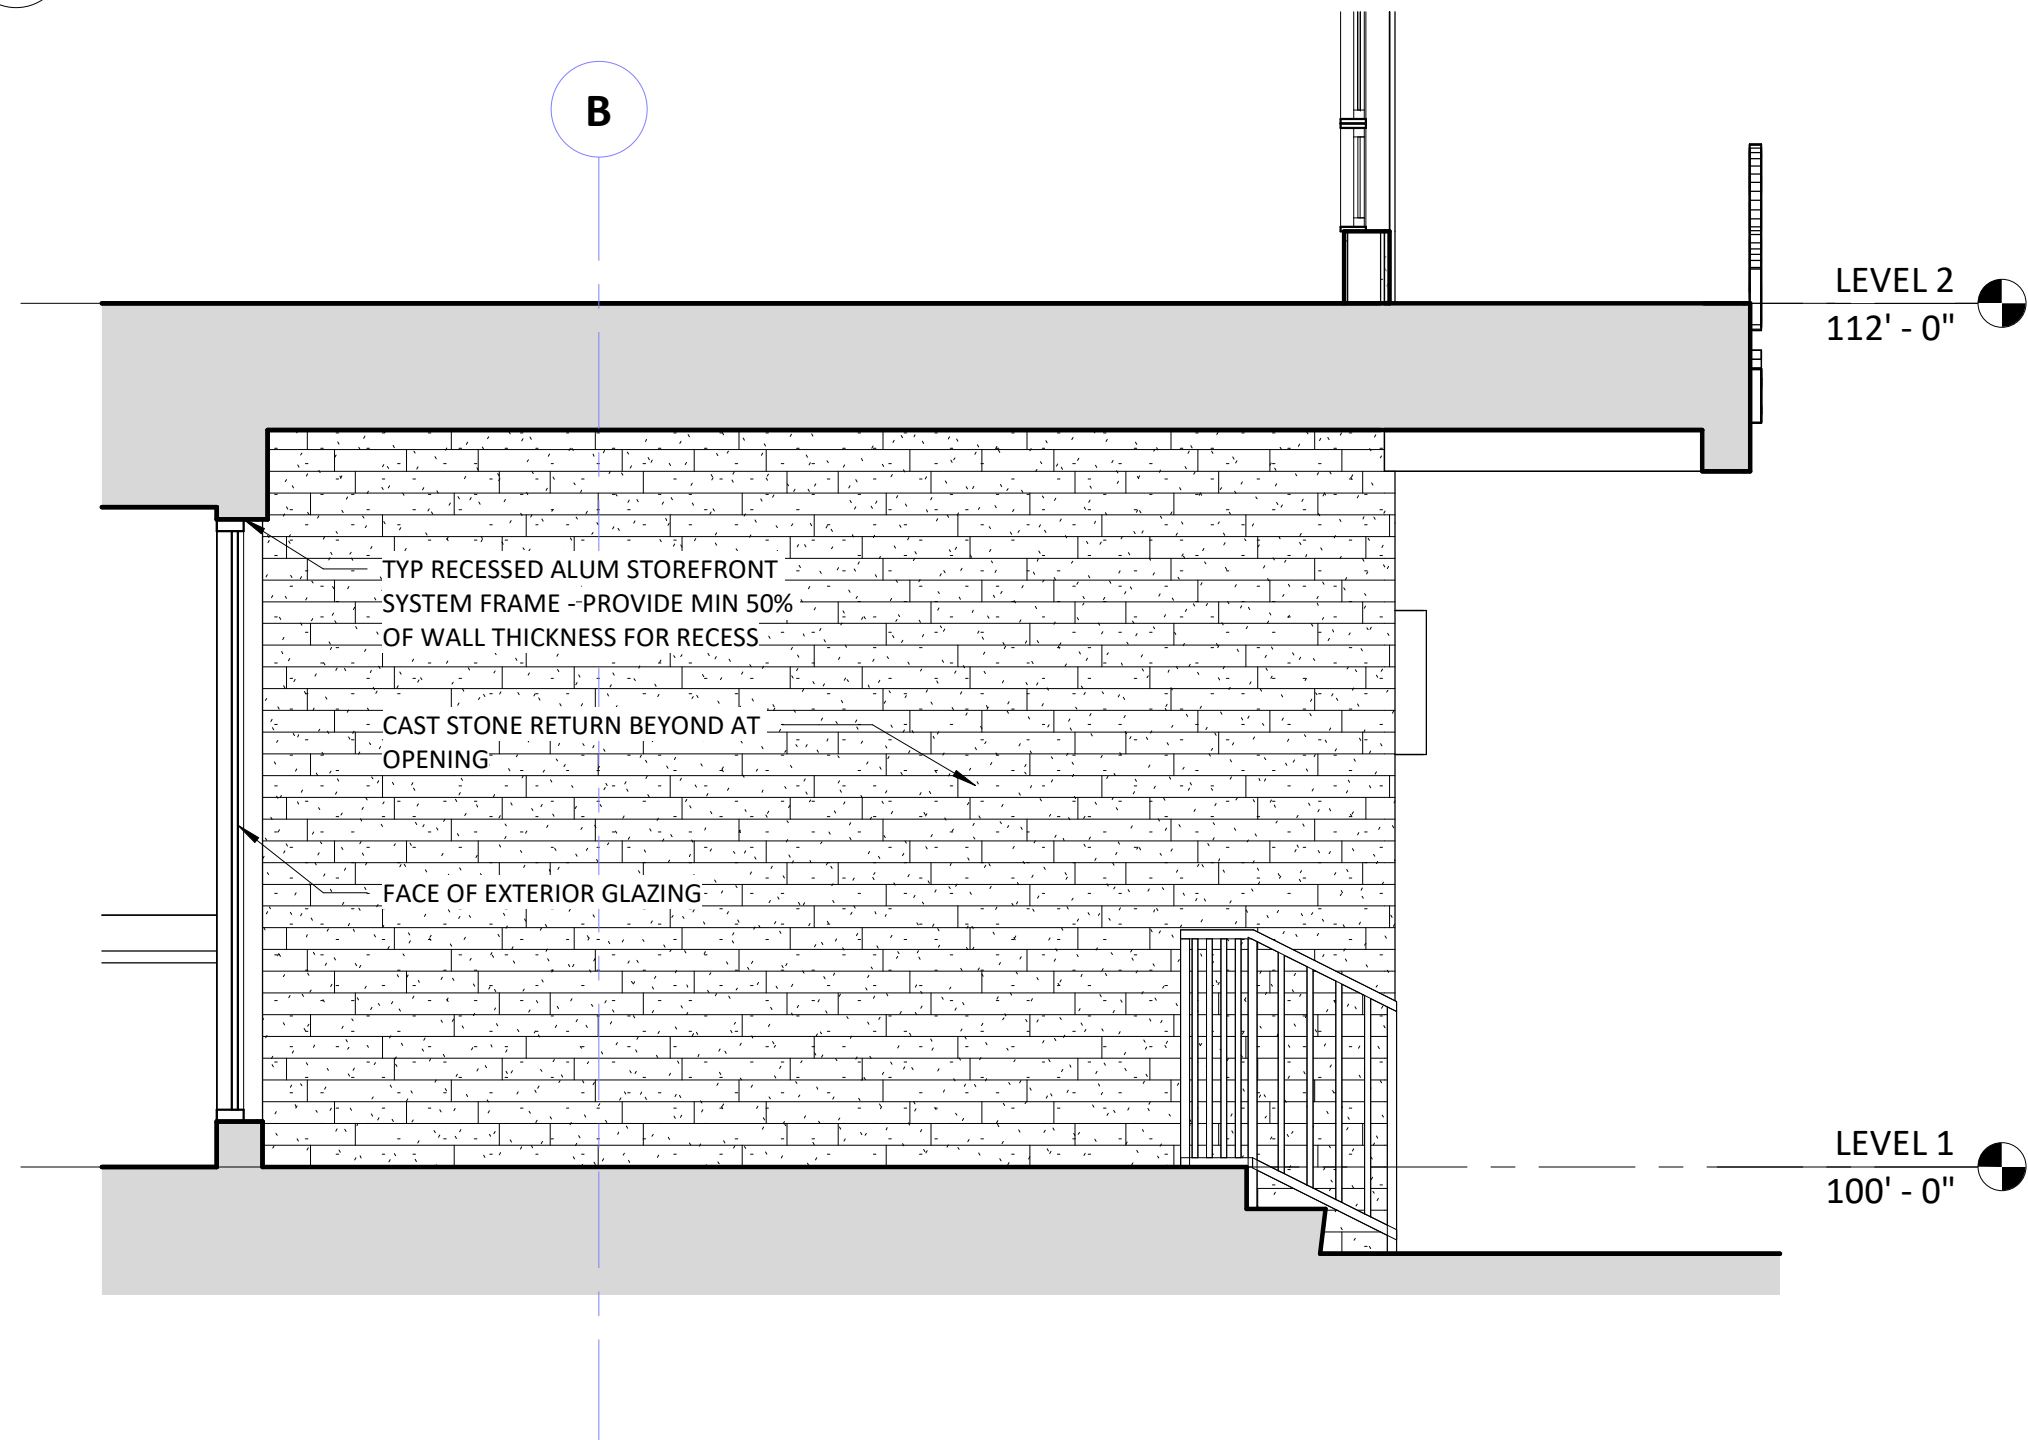 B
LEVEL 2
112' - 0"
TYP RECESSED ALUM STOREFRONT
SYSTEM FRAME - PROVIDE MIN 50%
OF WALL THICKNESS FOR RECESS
CAST STONE RETURN BEYOND AT
OPENING
FACE OF EXTERIOR GLAZING
LEVEL 1
100' - 0"